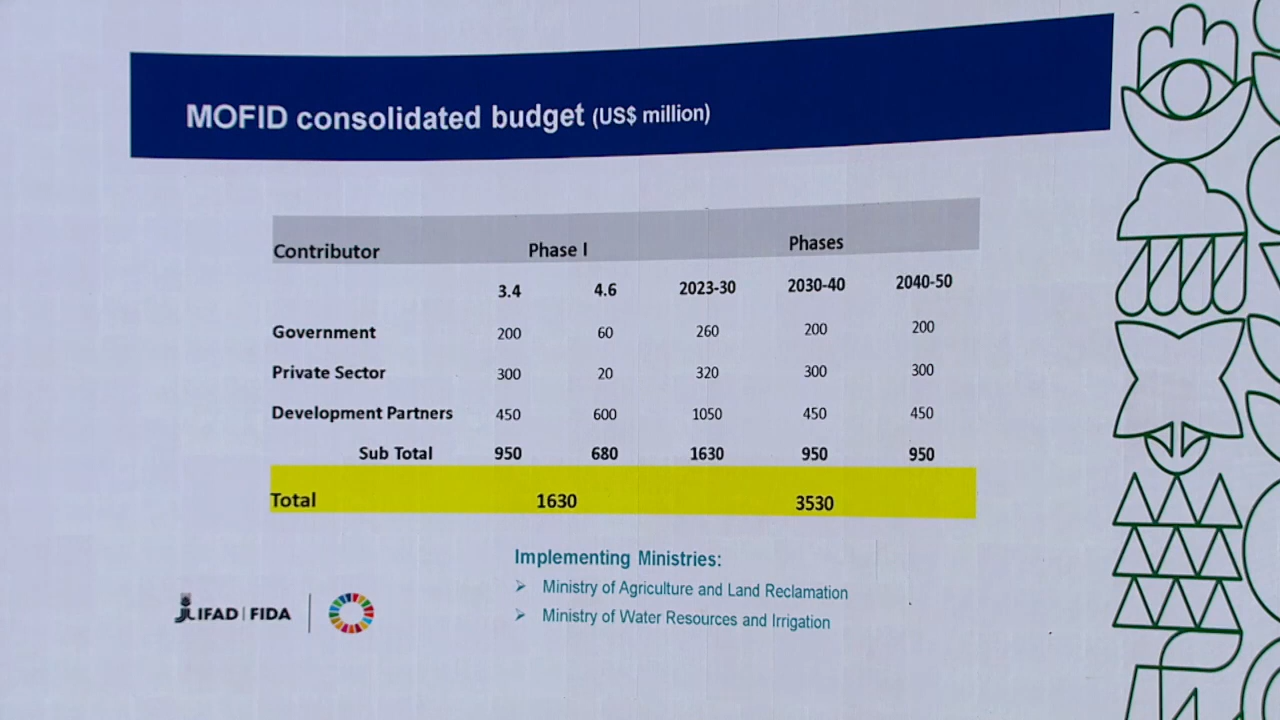 MOFID consolidated budget (US$ million)
Contributor Phase I Phases
3.4 4.6 2023-30 2030-40 2040-50
Government 200 60 260 200 200
Private Sector 300 20 320 300 300
Development Partners 450 600 1050 450 450
Sub Total 950 680 1630 950 950
Total 1630 3530
Implementing Ministries:
Ministry of Agriculture and Land Reclamation
Ministry of Water Resources and Irrigation
JL IFAD | FIDA